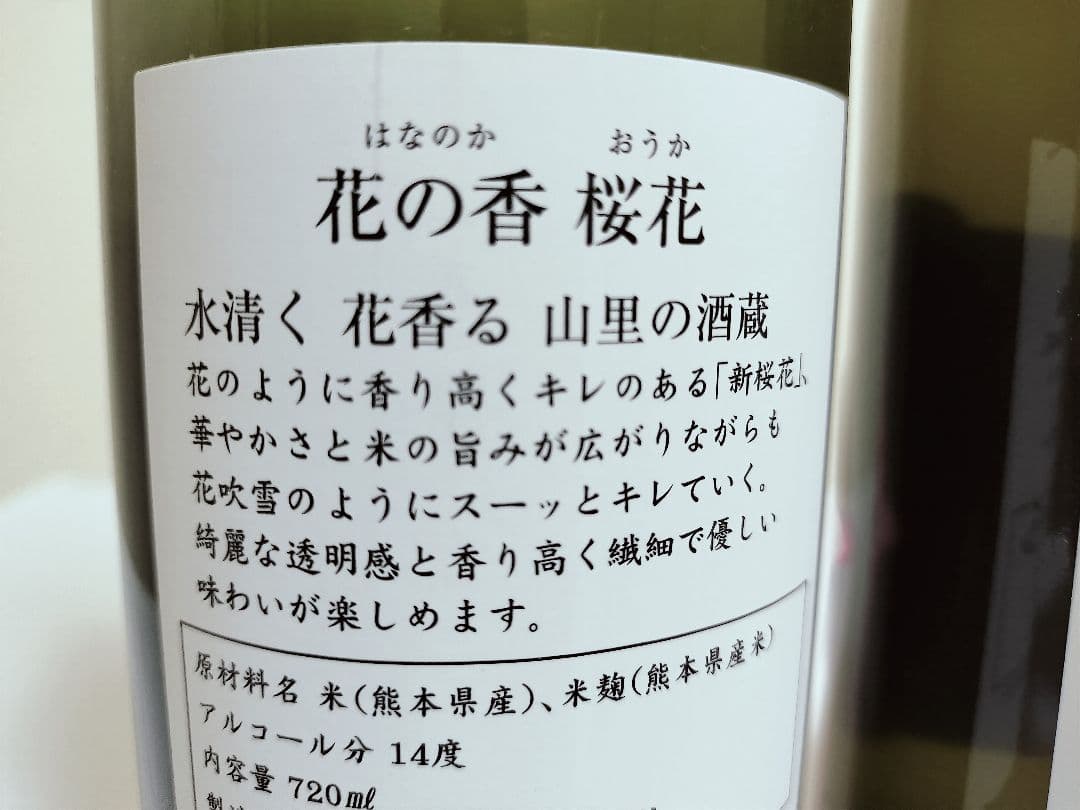 はなのか おうか
花の香 桜花
水清く 花香る 山里の酒蔵
花のように香り高くキレのある「新桜花」、
華やかさと米の旨みが広がりながらも
花吹雪のようにスーッとキレていく。
綺麗な透明感と香り高く繊細で優しい
味わいが楽しめます。
原材料名 米(熊本県産)、米麹(熊本県産米)
アルコール分 14度
内容量 720㎖